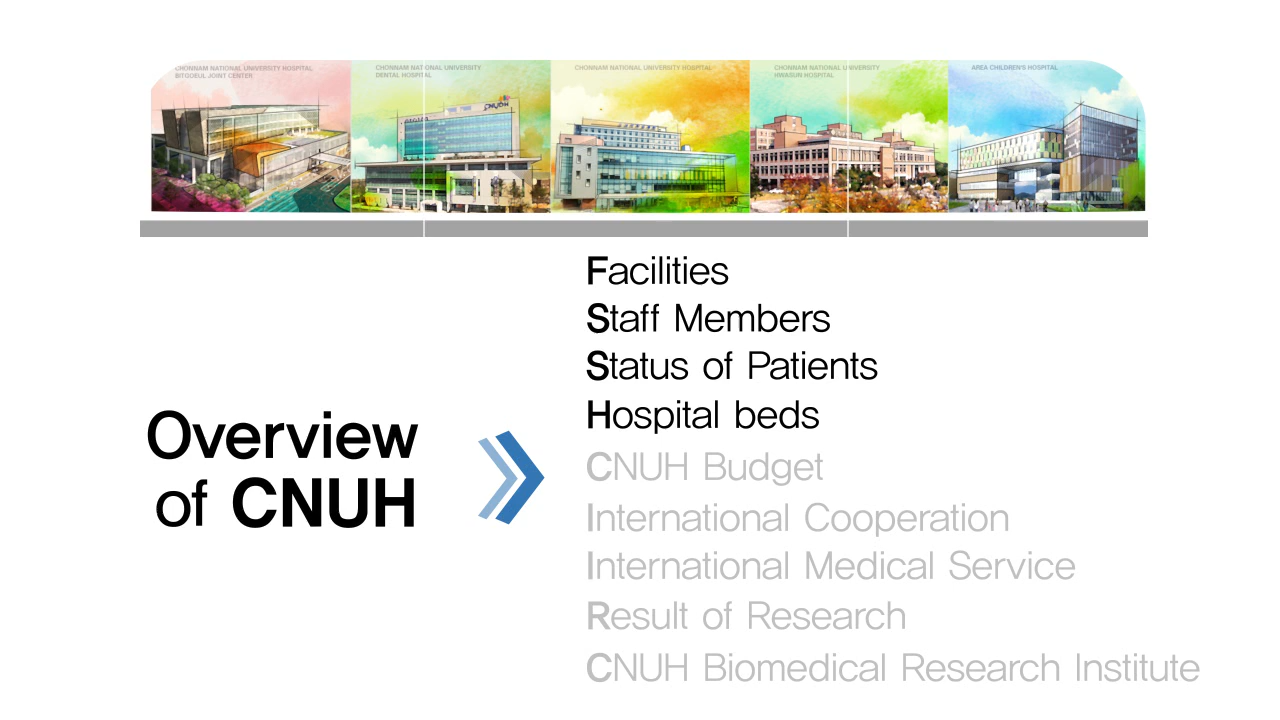 CHONNAM NATIONAL UNIVERSITY HOSPITAL
BITGOEUL JOINT CENTER
CHONNAM NATIONAL UNIVERSITY
DENTAL HOSPITAL
CHONNAM NATIONAL UNIVERSITY HOSPITAL
CHONNAM NATIONAL UNIVERSITY
HWASUN HOSPITAL
AREA CHILDREN'S HOSPITAL
CNUH
Overview
of CNUH
Facilities
Staff Members
Status of Patients
Hospital beds
CNUH Budget
International Cooperation
International Medical Service
Result of Research
CNUH Biomedical Research Institute